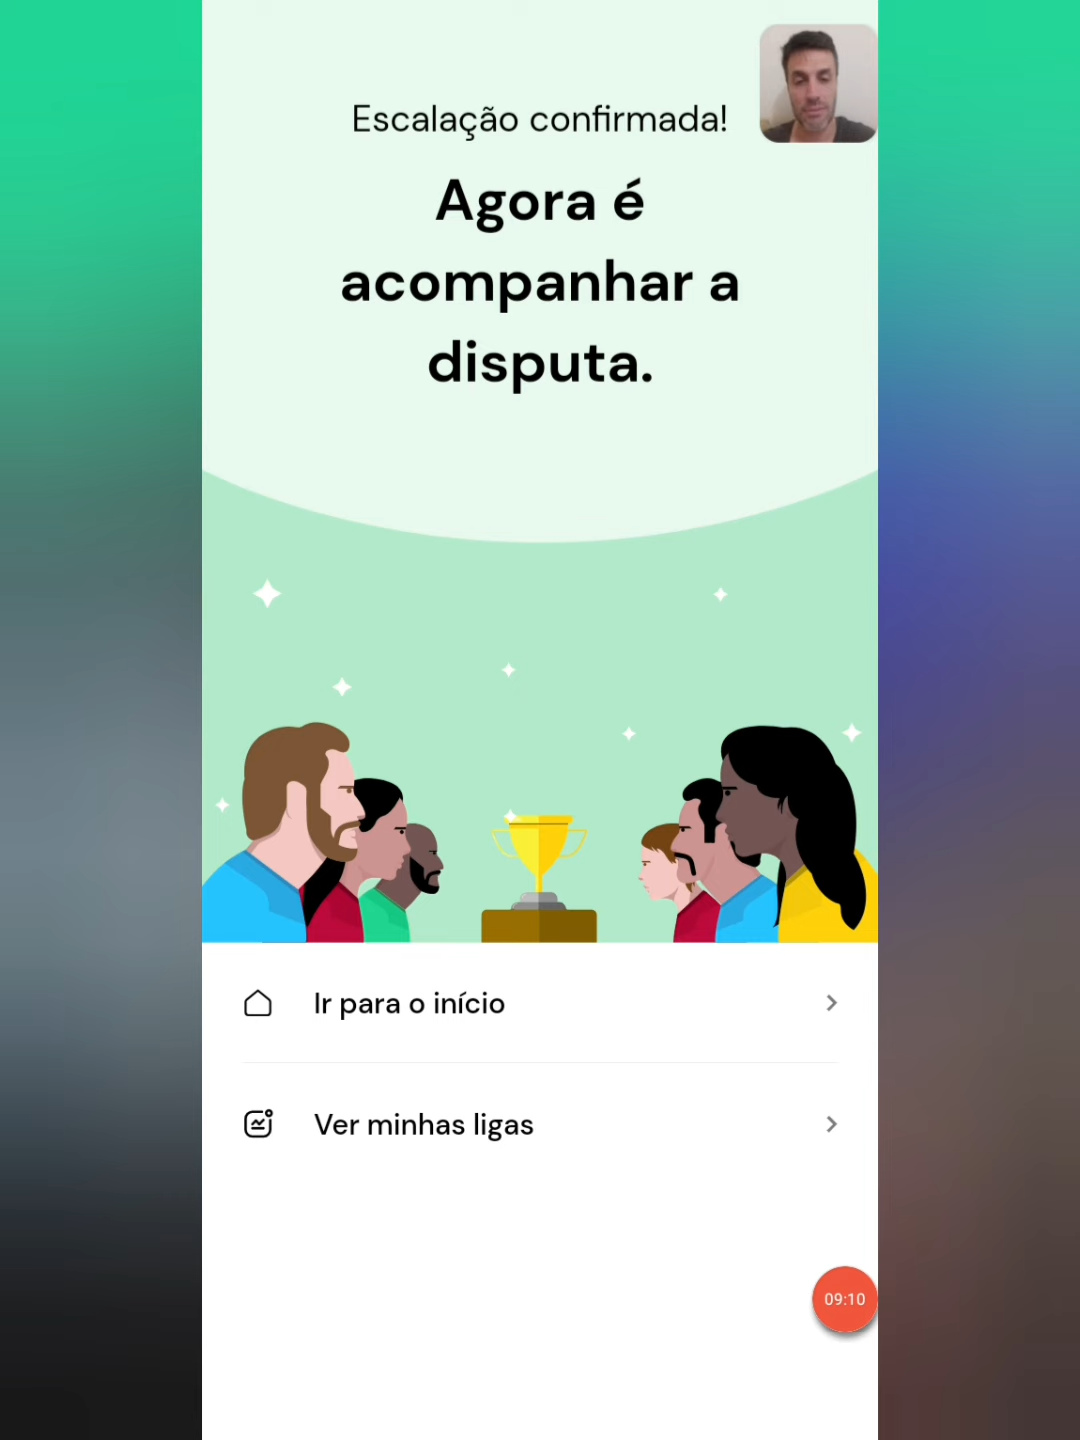 Escalação confirmada!
Agora é
acompanhar a
disputa.
Ir para o início
Ver minhas ligas
09:10